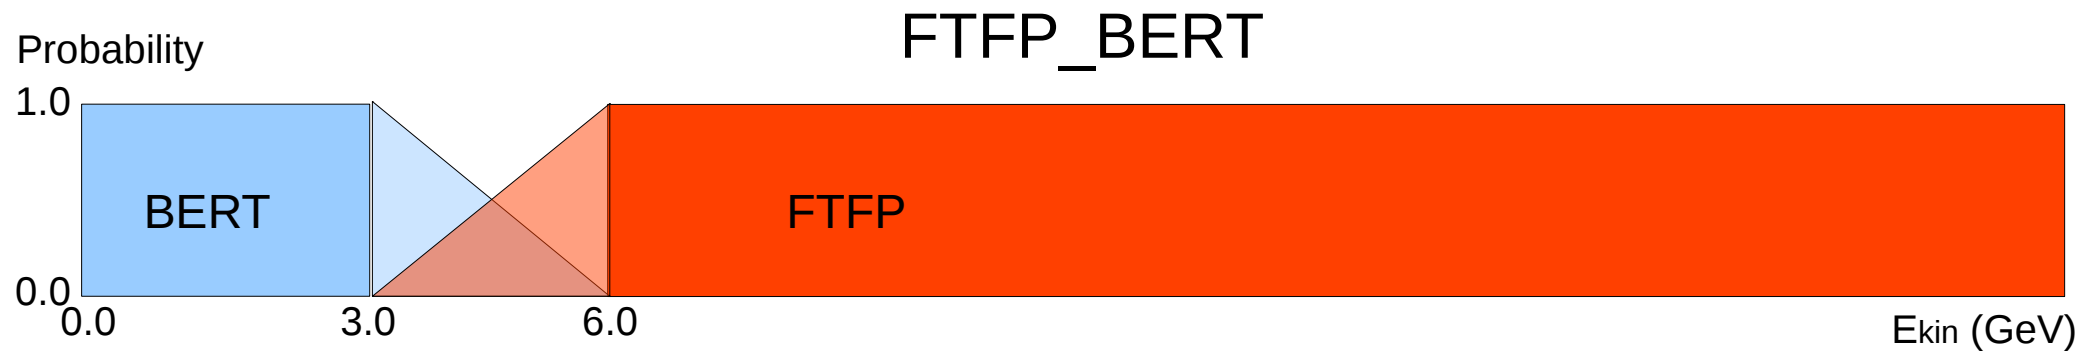 FTFP_BERT
Probability
1.0
BERT
FTFP
0.0
0.0 3.0 6.0
Ekin (GeV)